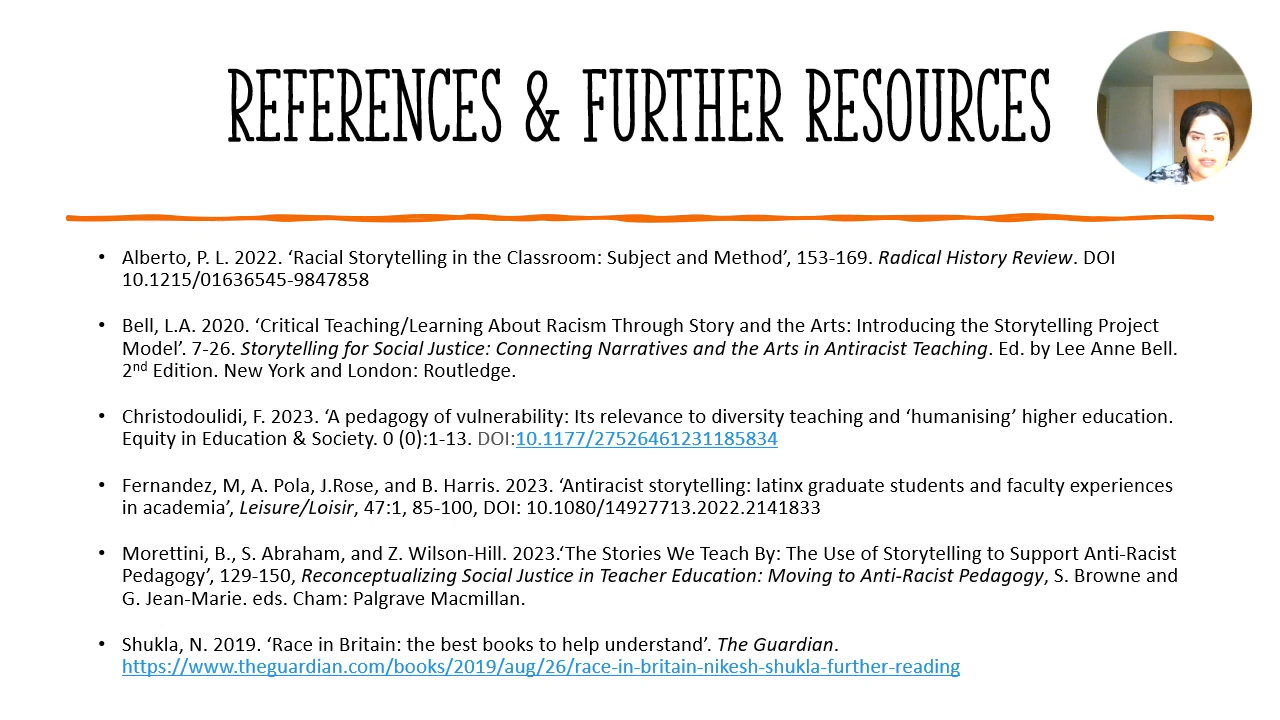 REFERENCES & FURTHER RESOURCES
• Alberto, P. L. 2022. ‘Racial Storytelling in the Classroom: Subject and Method’, 153-169. Radical History Review. DOI
10.1215/01636545-9847858
• Bell, L.A. 2020. ‘Critical Teaching/Learning About Racism Through Story and the Arts: Introducing the Storytelling Project
Model’. 7-26. Storytelling for Social Justice: Connecting Narratives and the Arts in Antiracist Teaching. Ed. by Lee Anne Bell.
2nd Edition. New York and London: Routledge.
• Christodoulidi, F. 2023. ‘A pedagogy of vulnerability: Its relevance to diversity teaching and ‘humanising’ higher education.
Equity in Education & Society. 0 (0):1-13. DOI:10.1177/27526461231185834
• Fernandez, M, A. Pola, J.Rose, and B. Harris. 2023. ‘Antiracist storytelling: latinx graduate students and faculty experiences
in academia’, Leisure/Loisir, 47:1, 85-100, DOI: 10.1080/14927713.2022.2141833
• Morettini, B., S. Abraham, and Z. Wilson-Hill. 2023.‘The Stories We Teach By: The Use of Storytelling to Support Anti-Racist
Pedagogy’, 129-150, Reconceptualizing Social Justice in Teacher Education: Moving to Anti-Racist Pedagogy, S. Browne and
G. Jean-Marie. eds. Cham: Palgrave Macmillan.
• Shukla, N. 2019. ‘Race in Britain: the best books to help understand’. The Guardian.
https://www.theguardian.com/books/2019/aug/26/race-in-britain-nikesh-shukla-further-reading